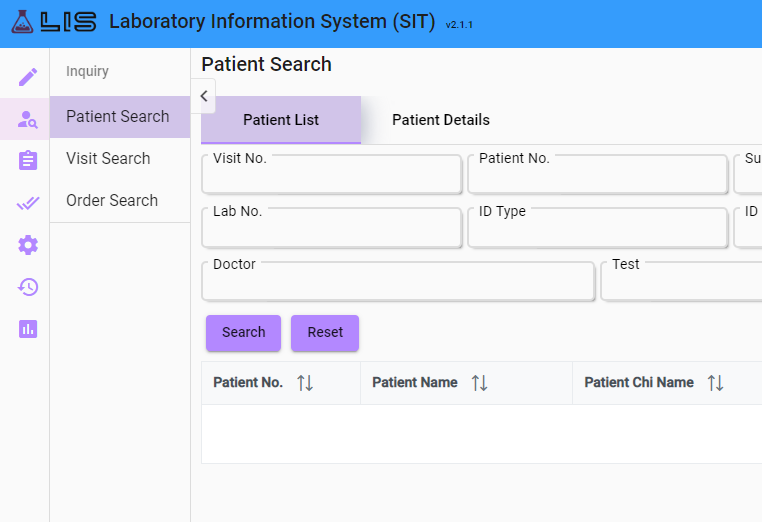 LIS Laboratory Information System (SIT) v2.1.1
Inquiry
Patient Search
Visit Search
Order Search
Patient Search
Patient List Patient Details
Visit No. Patient No. Su
Lab No. ID Type ID
Doctor Test
Search Reset
Patient No. Patient Name Patient Chi Name